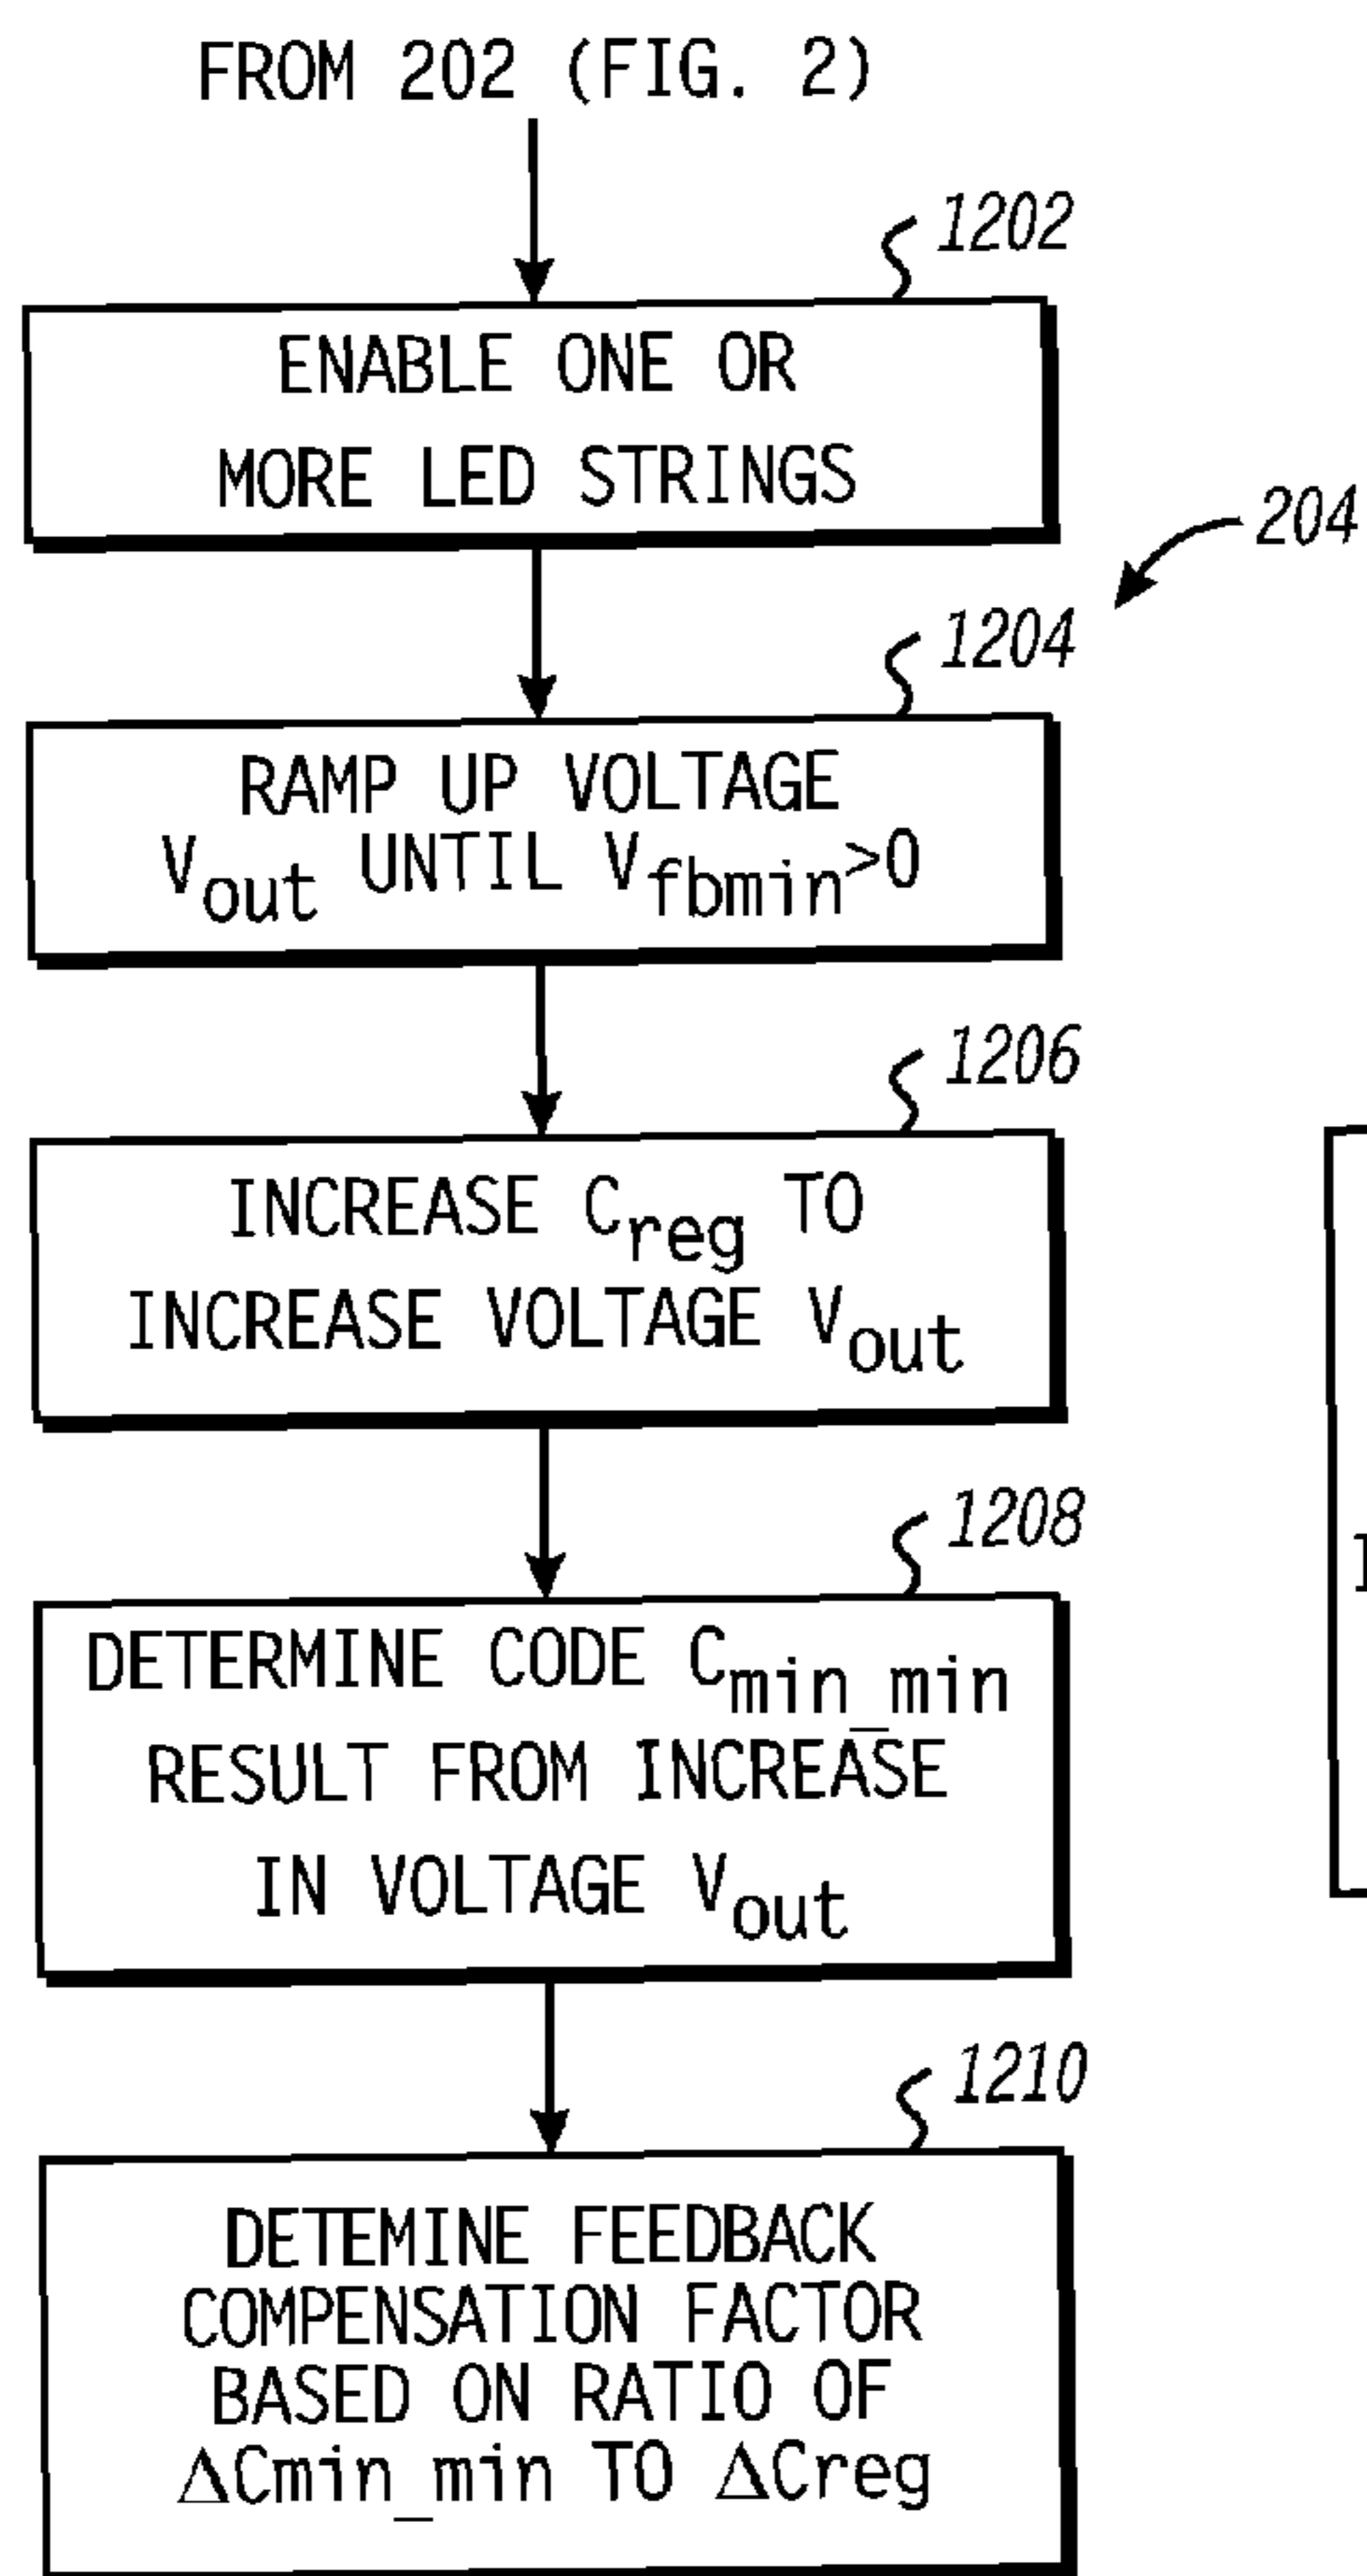 FROM 202 (FIG. 2)
1202
ENABLE ONE OR
MORE LED STRINGS
204
1204
RAMP UP VOLTAGE
Vout UNTIL Vfbmin>0
1206
INCREASE Creg TO
INCREASE VOLTAGE Vout
1208
DETERMINE CODE Cmin_min
RESULT FROM INCREASE
IN VOLTAGE Vout
1210
DETEMINE FEEDBACK
COMPENSATION FACTOR
BASED ON RATIO OF
ΔCmin_min TO ΔCreg